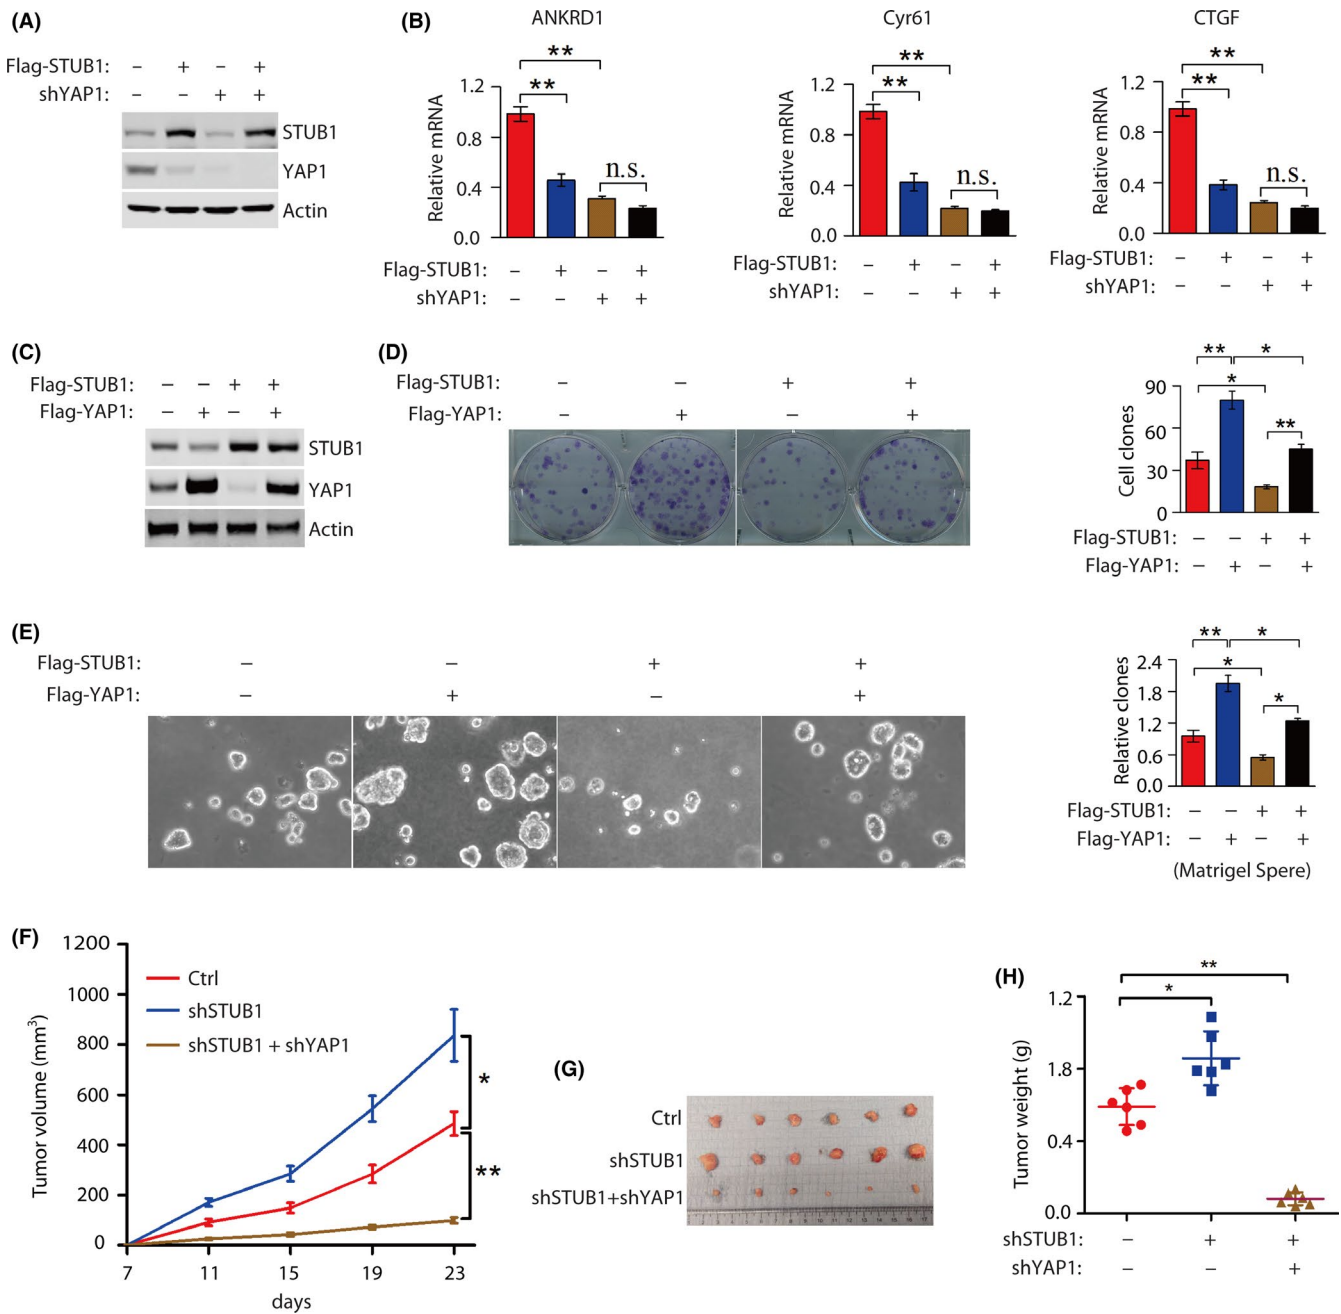 (A)
Flag-STUB1: – + – +
shYAP1: – – + +
STUB1
YAP1
Actin
(B)
ANKRD1
**
**
n.s.
Relative mRNA
1.2
0.8
0.4
0.0
Flag-STUB1: – + – +
shYAP1: – – + +
Cyr61
**
**
n.s.
Relative mRNA
1.2
0.8
0.4
0.0
Flag-STUB1: – + – +
shYAP1: – – + +
CTGF
**
**
n.s.
Relative mRNA
1.2
0.8
0.4
0.0
Flag-STUB1: – + – +
shYAP1: – – + +
(C)
Flag-STUB1: – – + +
Flag-YAP1: – + – +
STUB1
YAP1
Actin
(D)
Flag-STUB1: – – + +
Flag-YAP1: – + – +
** *
*
**
Cell clones
90
60
30
0
Flag-STUB1: – – + +
Flag-YAP1: – + – +
(E)
Flag-STUB1: – – + +
Flag-YAP1: – + – +
** *
*
*
Relative clones
2.4
1.8
1.2
0.6
0.0
Flag-STUB1: – – + +
Flag-YAP1: – + – +
(Matrigel Spere)
(F)
Tumor volume (mm³)
1200
1000
800
600
400
200
0
Ctrl
shSTUB1
shSTUB1 + shYAP1
*
**
7 11 15 19 23
days
(G)
Ctrl
shSTUB1
shSTUB1+shYAP1
(H)
**
*
Tumor weight (g)
1.2
1.8
0.4
0.0
shSTUB1: – + +
shYAP1: – – +